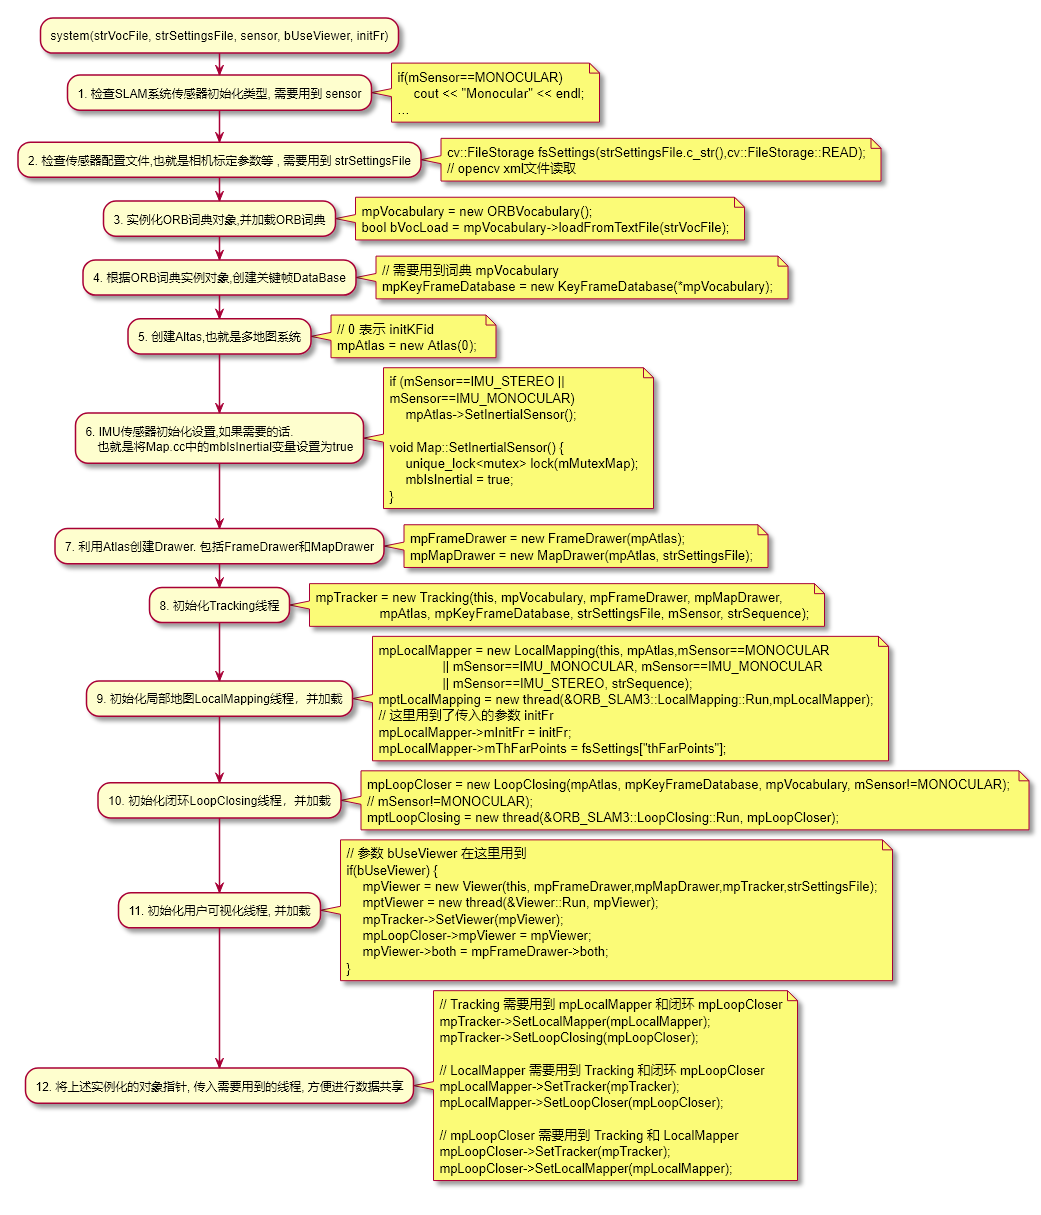 system(strVocFile, strSettingsFile, sensor, bUseViewer, initFr)
1. 检查SLAM系统传感器初始化类型, 需要用到 sensor
if(mSensor==MONOCULAR)
cout << "Monocular" << endl;
...
2. 检查传感器配置文件,也就是相机标定参数等 , 需要用到 strSettingsFile
cv::FileStorage fsSettings(strSettingsFile.c_str(),cv::FileStorage::READ);
// opencv xml文件读取
3. 实例化ORB词典对象,并加载ORB词典
mpVocabulary = new ORBVocabulary();
bool bVocLoad = mpVocabulary->loadFromTextFile(strVocFile);
4. 根据ORB词典实例对象,创建关键帧DataBase
// 需要用到词典 mpVocabulary
mpKeyFrameDatabase = new KeyFrameDatabase(*mpVocabulary);
5. 创建Altas,也就是多地图系统
// 0 表示 initKFid
mpAtlas = new Atlas(0);
6. IMU传感器初始化设置,如果需要的话.
也就是将Map.cc中的mbIsInertial变量设置为true
if (mSensor==IMU_STEREO ||
mSensor==IMU_MONOCULAR)
mpAtlas->SetInertialSensor();
void Map::SetInertialSensor() {
unique_lock<mutex> lock(mMutexMap);
mbIsInertial = true;
}
7. 利用Atlas创建Drawer. 包括FrameDrawer和MapDrawer
mpFrameDrawer = new FrameDrawer(mpAtlas);
mpMapDrawer = new MapDrawer(mpAtlas, strSettingsFile);
8. 初始化Tracking线程
mpTracker = new Tracking(this, mpVocabulary, mpFrameDrawer, mpMapDrawer,
mpAtlas, mpKeyFrameDatabase, strSettingsFile, mSensor, strSequence);
9. 初始化局部地图LocalMapping线程，并加载
mpLocalMapper = new LocalMapping(this, mpAtlas,mSensor==MONOCULAR
|| mSensor==IMU_MONOCULAR, mSensor==IMU_MONOCULAR
|| mSensor==IMU_STEREO, strSequence);
mptLocalMapping = new thread(&ORB_SLAM3::LocalMapping::Run,mpLocalMapper);
// 这里用到了传入的参数 initFr
mpLocalMapper->mInitFr = initFr;
mpLocalMapper->mThFarPoints = fsSettings["thFarPoints"];
10. 初始化闭环LoopClosing线程，并加载
mpLoopCloser = new LoopClosing(mpAtlas, mpKeyFrameDatabase, mpVocabulary, mSensor!=MONOCULAR);
// mSensor!=MONOCULAR);
mptLoopClosing = new thread(&ORB_SLAM3::LoopClosing::Run, mpLoopCloser);
11. 初始化用户可视化线程, 并加载
// 参数 bUseViewer 在这里用到
if(bUseViewer) {
mpViewer = new Viewer(this, mpFrameDrawer,mpMapDrawer,mpTracker,strSettingsFile);
mptViewer = new thread(&Viewer::Run, mpViewer);
mpTracker->SetViewer(mpViewer);
mpLoopCloser->mpViewer = mpViewer;
mpViewer->both = mpFrameDrawer->both;
}
12. 将上述实例化的对象指针, 传入需要用到的线程, 方便进行数据共享
// Tracking 需要用到 mpLocalMapper 和闭环 mpLoopCloser
mpTracker->SetLocalMapper(mpLocalMapper);
mpTracker->SetLoopClosing(mpLoopCloser);
// LocalMapper 需要用到 Tracking 和闭环 mpLoopCloser
mpLocalMapper->SetTracker(mpTracker);
mpLocalMapper->SetLoopCloser(mpLoopCloser);
// mpLoopCloser 需要用到 Tracking 和 LocalMapper
mpLoopCloser->SetTracker(mpTracker);
mpLoopCloser->SetLocalMapper(mpLocalMapper);